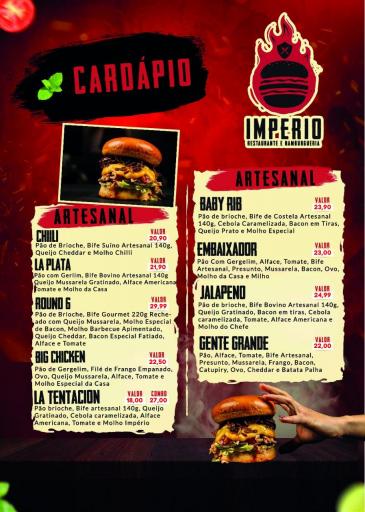 CARDÁPIO
IMPERIO
RESTAURANTE E HAMBURGUERIA
ARTESANAL
CHILI
VALOR
20,90
Pão de Brioche, Bife Suíno Artesanal 140g,
Queijo Cheddar e Molho Chilli
LA PLATA
VALOR
21,90
Pão com Gerlim, Bife Bovino Artesanal 140g
Queijo Mussarela Gratinado, Alface Americana
Tomate e Molho da Casa
ROUND 6
VALOR
29,99
Pão de Brioche, Bife Gourmet 220g Reche-
ado com Queijo Mussarela, Molho Especial
de Bacon, Molho Barbecue Apimentado,
Queijo Cheddar, Bacon Especial Fatiado,
Alface e Tomate
BIG CHICKEN
VALOR
22,50
Pão de Gergelim, Filé de Frango Empanado,
Ovo, Queijo Mussarela, Alface, Tomate e
Molho Especial da Casa
LA TENTACION
VALOR
18,00
COMBO
27,00
Pão brioche, Bife artesanal 140g, Queijo
Gratinado, Cebola caramelizada, Alface
Americana, Tomate e Molho Império
ARTESANAL
BABY RIB
VALOR
23,90
Pão de brioche, Bife de Costela Artesanal
140g, Cebola Caramelizada, Bacon em Tiras,
Queijo Prato e Molho Especial
EMBAIXADOR
VALOR
23,00
Pão Com Gergelim, Alface, Tomate, Bife
Artesanal, Presunto, Mussarela, Bacon, Ovo,
Molho da Casa e Milho
JALAPENO
VALOR
24,99
Pão de brioche, Bife Bovino Artesanal 140g,
Queijo Gratinado, Bacon em tiras, Cebola
caramelizada, Tomate, Alface Americana e
Molho do Chefe
GENTE GRANDE
VALOR
22,00
Pão, Alface, Tomate, Bife Artesanal,
Presunto, Mussarela, Frango, Bacon,
Catupiry, Ovo, Cheddar e Batata Palha